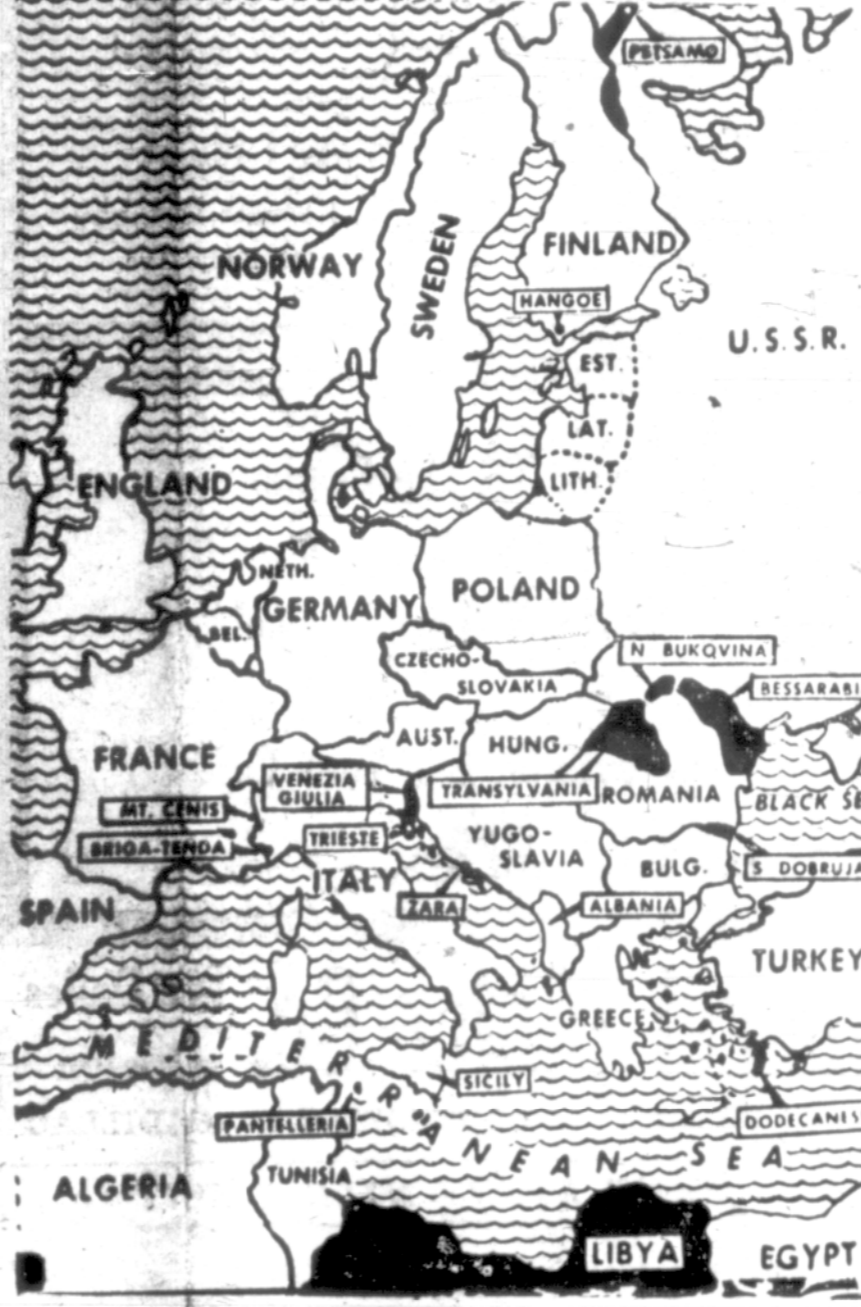 PETSAMO
NORWAY
SWEDEN
FINLAND
HANGOE
U.S.S.R.
EST.
LAT.
LITH.
ENGLAND
NETH.
GERMANY
POLAND
BEL.
CZECHO-
SLOVAKIA
N BUKOVINA
BESSARABI
FRANCE
AUST.
HUNG.
VENEZIA
GIULIA
TRANSYLVANIA
ROMANIA
BLACK SE
MT. CENIS
BRIGA-TENDA
TRIESTE
YUGO-
SLAVIA
BULG.
S DOBRUJA
ITALY
SPAIN
ZARA
ALBANIA
TURKEY
GREECE
MEDITERRANEAN SEA
SICILY
PANTELLERIA
DODECANES
ALGERIA
TUNISIA
LIBYA
EGYPT